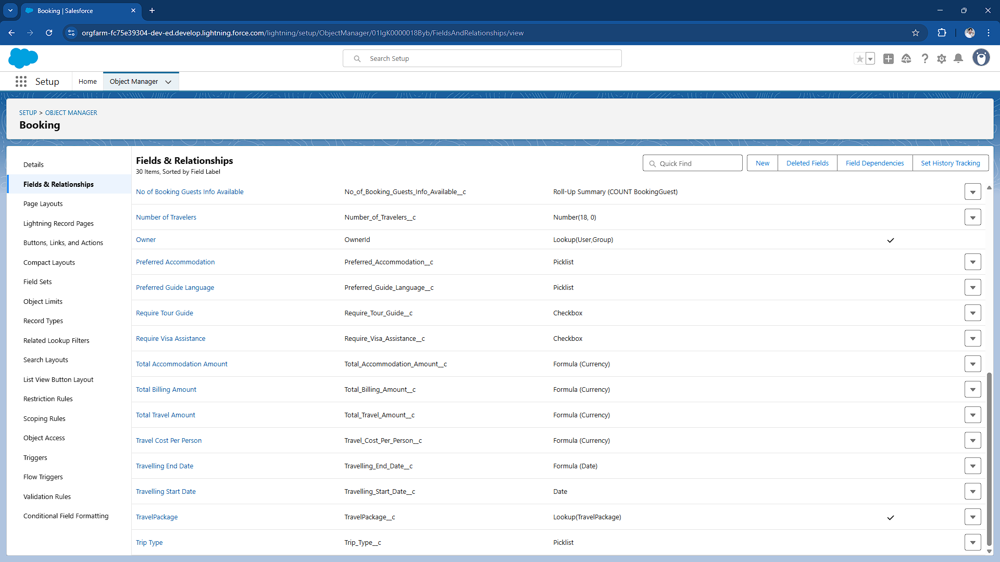 Booking | Salesforce
orgfarm-fc75e39304-dev-ed.develop.lightning.force.com/lightning/setup/ObjectManager/01IgK0000018Byb/FieldsAndRelationships/view
Search Setup
Setup
Home
Object Manager
SETUP > OBJECT MANAGER
Booking
Details
Fields & Relationships
Page Layouts
Lightning Record Pages
Buttons, Links, and Actions
Compact Layouts
Field Sets
Object Limits
Record Types
Related Lookup Filters
Search Layouts
List View Button Layout
Restriction Rules
Scoping Rules
Object Access
Triggers
Flow Triggers
Validation Rules
Conditional Field Formatting
Fields & Relationships
30 Items, Sorted by Field Label
Quick Find
New
Deleted Fields
Field Dependencies
Set History Tracking
No of Booking Guests Info Available No_of_Booking_Guests_Info_Available__c Roll-Up Summary (COUNT BookingGuest)
Number of Travelers Number_of_Travelers__c Number(18, 0)
Owner OwnerId Lookup(User,Group)
Preferred Accommodation Preferred_Accommodation__c Picklist
Preferred Guide Language Preferred_Guide_Language__c Picklist
Require Tour Guide Require_Tour_Guide__c Checkbox
Require Visa Assistance Require_Visa_Assistance__c Checkbox
Total Accommodation Amount Total_Accommodation_Amount__c Formula (Currency)
Total Billing Amount Total_Billing_Amount__c Formula (Currency)
Total Travel Amount Total_Travel_Amount__c Formula (Currency)
Travel Cost Per Person Travel_Cost_Per_Person__c Formula (Currency)
Travelling End Date Travelling_End_Date__c Formula (Date)
Travelling Start Date Travelling_Start_Date__c Date
TravelPackage TravelPackage__c Lookup(TravelPackage)
Trip Type Trip_Type__c Picklist